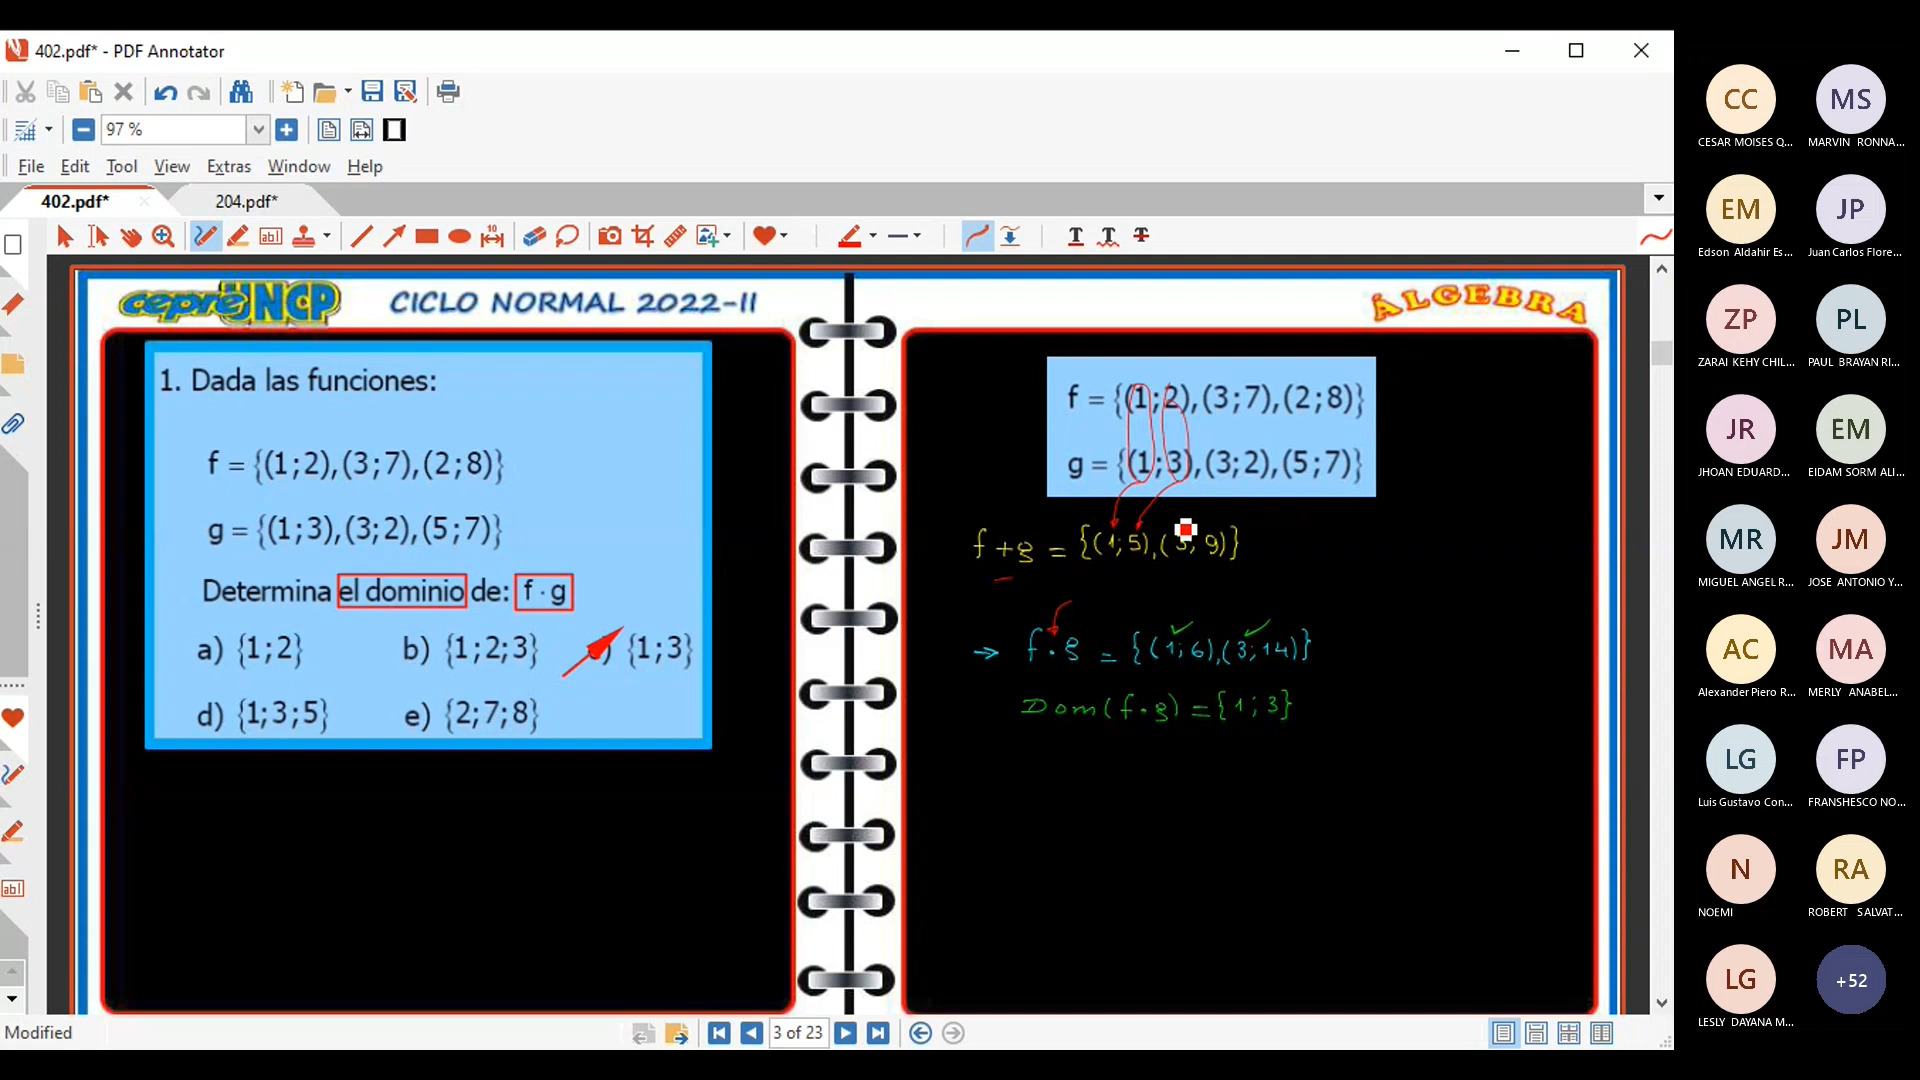 402.pdf* - PDF Annotator
97 %
File Edit Tool View Extras Window Help
402.pdf* 204.pdf*
cepreUNCP CICLO NORMAL 2022-II
ÁLGEBRA
1. Dada las funciones:
f = {(1;2),(3;7),(2;8)}
g = {(1;3),(3;2),(5;7)}
Determina el dominio de: f · g
a) {1;2} b) {1;2;3} c) {1;3}
d) {1;3;5} e) {2;7;8}
f = {(1;2),(3;7),(2;8)}
g = {(1;3),(3;2),(5;7)}
f + g = {(1;5),(3;9)}
→ f · g = {(1;6),(3;14)}
Dom(f·g) = {1;3}
CC MS
CESAR MOISES Q... MARVIN RONNA...
EM JP
Edson Aldahir Es... Juan Carlos Flore...
ZP PL
ZARAI KEHY CHIL... PAUL BRAYAN RI...
JR EM
JHOAN EDUARD... EIDAM SORM ALI...
MR JM
MIGUEL ANGEL R... JOSE ANTONIO Y...
AC MA
Alexander Piero R... MERLY ANABEL...
LG FP
Luis Gustavo Con... FRANSHESCO NO...
N RA
NOEMI ROBERT SALVAT...
LG +52
LESLY DAYANA M...
Modified
3 of 23